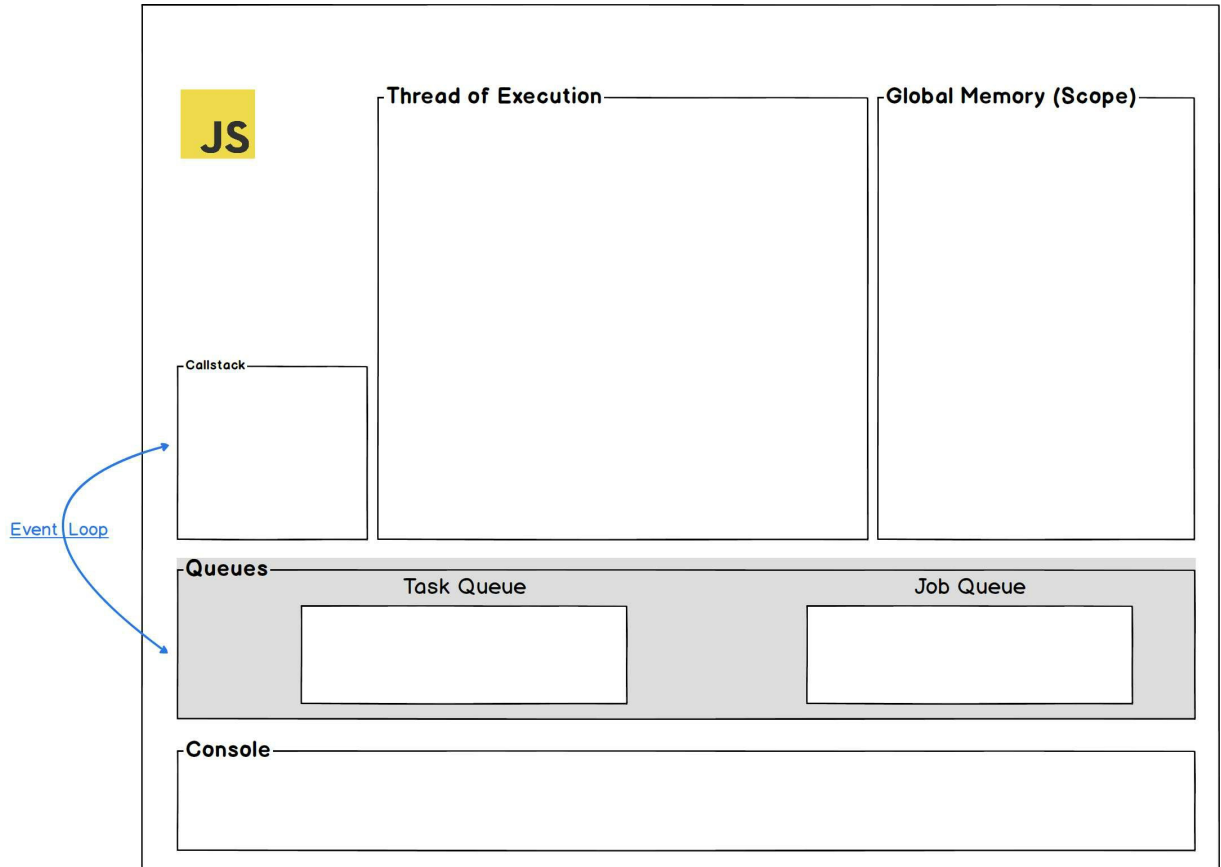 Thread of Execution
Global Memory (Scope)
JS
Callstack
Event Loop
Queues
Task Queue
Job Queue
Console